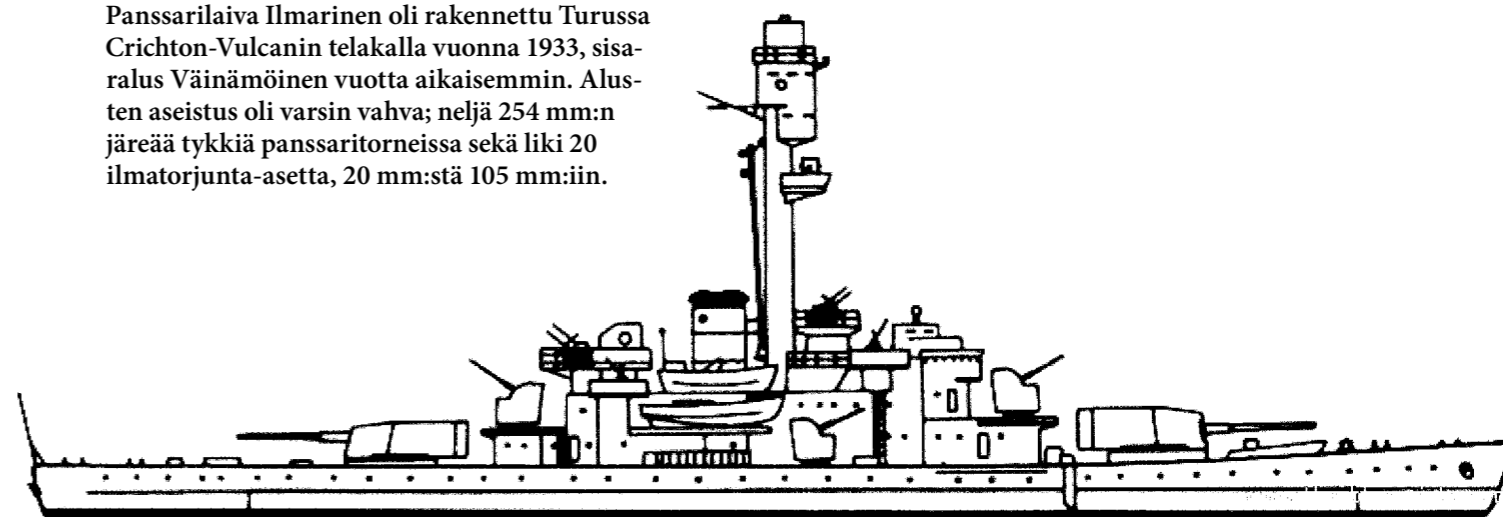 Panssarilaiva Ilmarinen oli rakennettu Turussa
Crichton-Vulcanin telakalla vuonna 1933, sisa-
ralus Väinämöinen vuotta aikaisemmin. Alus-
ten aseistus oli varsin vahva; neljä 254 mm:n
järeää tykkiä panssaritorneissa sekä liki 20
ilmatorjunta-asetta, 20 mm:stä 105 mm:iin.